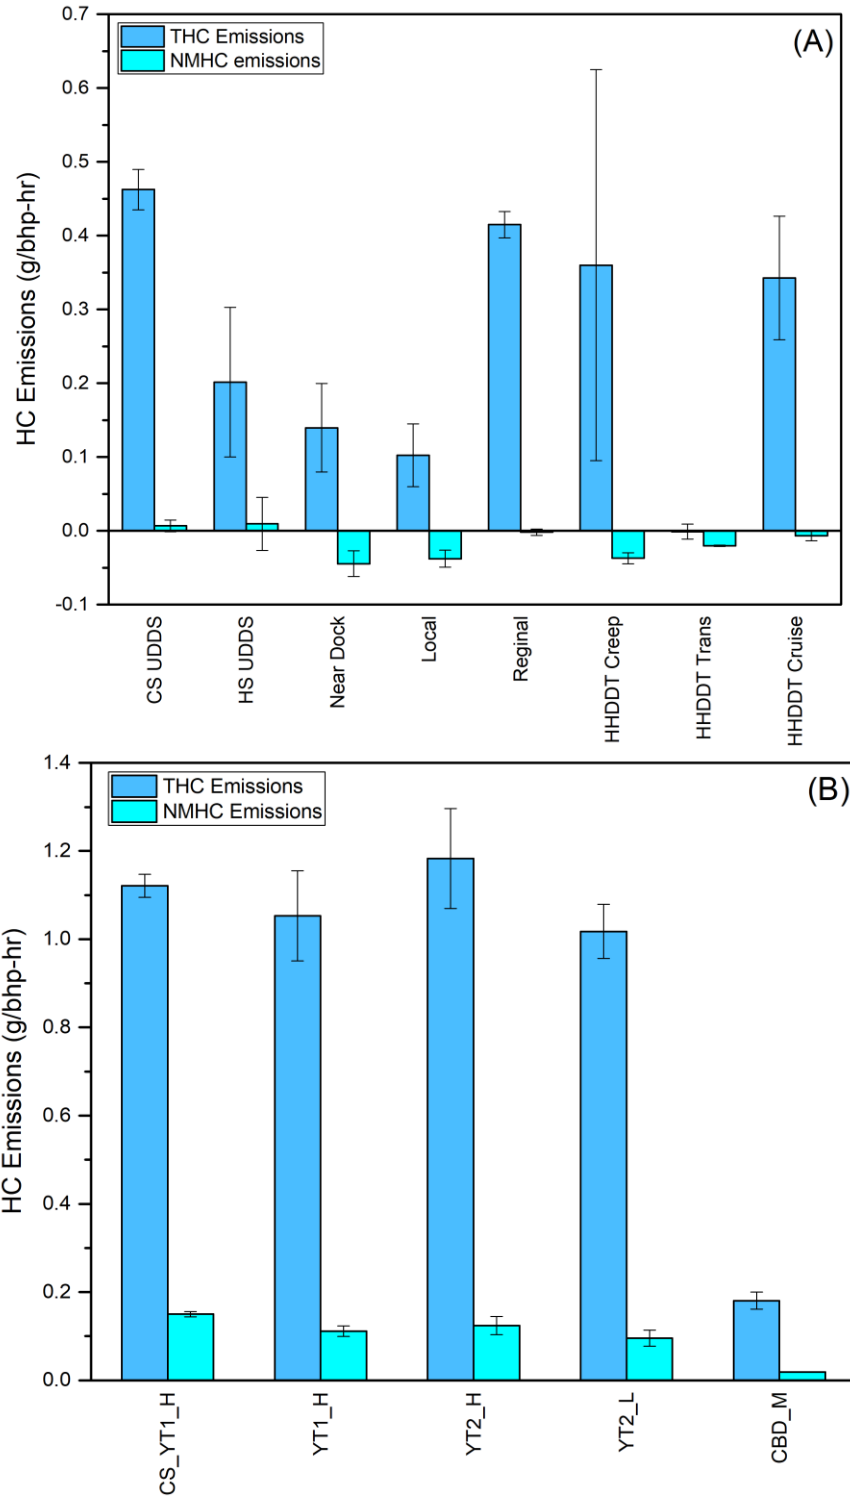 0.7
THC Emissions
NMHC emissions
(A)
0.6
0.5
0.4
0.3
0.2
0.1
0.0
-0.1
HC Emissions (g/bhp-hr)
CS UDDS
HS UDDS
Near Dock
Local
Reginal
HHDDT Creep
HHDDT Trans
HHDDT Cruise
1.4
THC Emissions
NMHC Emissions
(B)
1.2
1.0
0.8
0.6
0.4
0.2
0.0
HC Emissions (g/bhp-hr)
CS_YT1_H
YT1_H
YT2_H
YT2_L
CBD_M